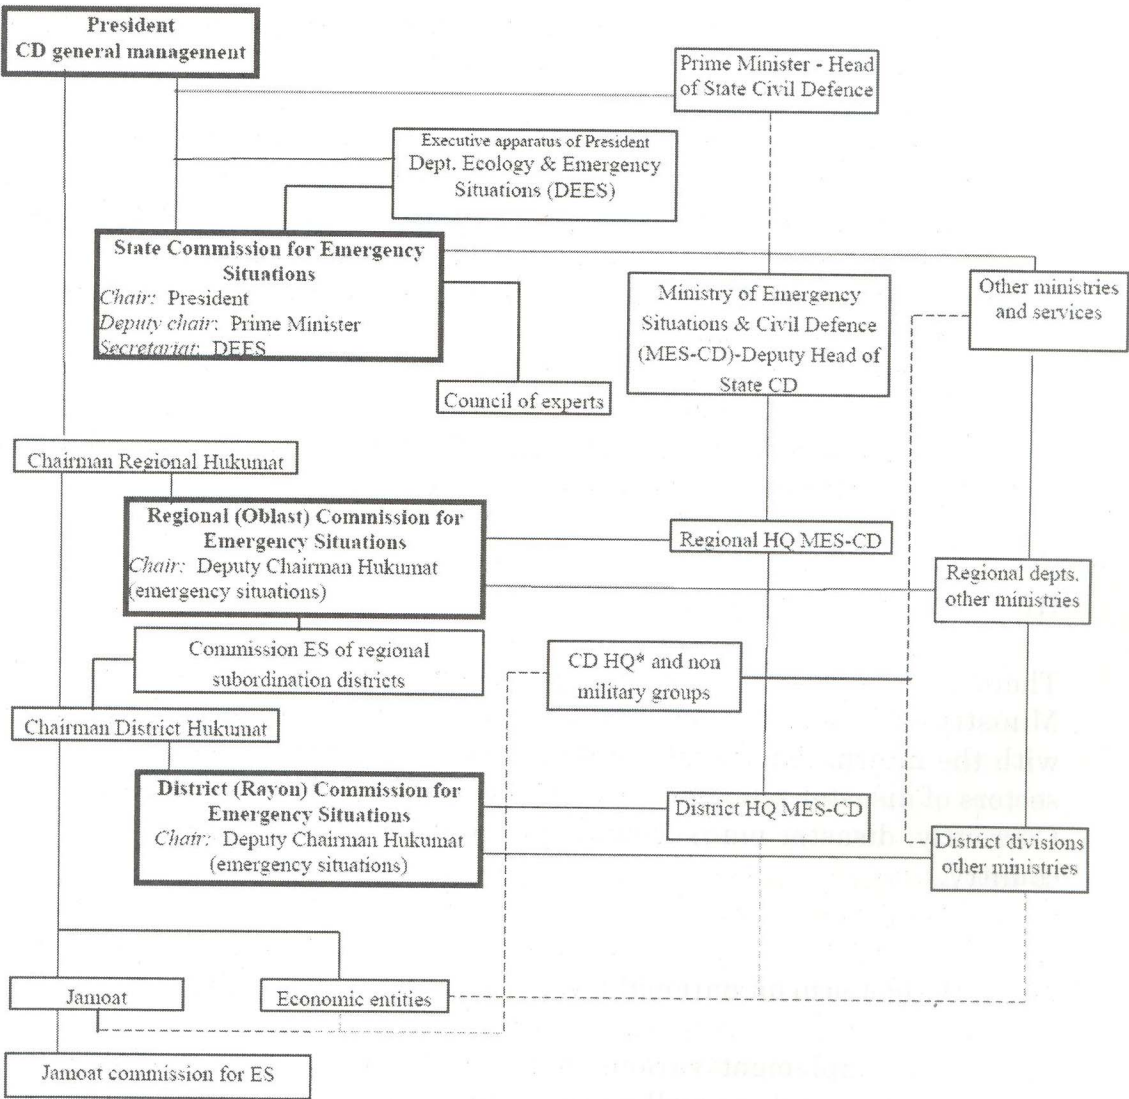 President
CD general management
Prime Minister - Head
of State Civil Defence
Executive apparatus of President
Dept. Ecology & Emergency
Situations (DEES)
State Commission for Emergency
Situations
Chair: President
Deputy chair: Prime Minister
Secretariat: DEES
Ministry of Emergency
Situations & Civil Defence
(MES-CD)-Deputy Head of
State CD
Other ministries
and services
Council of experts
Chairman Regional Hukumat
Regional (Oblast) Commission for
Emergency Situations
Chair: Deputy Chairman Hukumat
(emergency situations)
Regional HQ MES-CD
Regional depts.
other ministries
Commission ES of regional
subordination districts
CD HQ* and non
military groups
Chairman District Hukumat
District (Rayon) Commission for
Emergency Situations
Chair: Deputy Chairman Hukumat
(emergency situations)
District HQ MES-CD
District divisions
other ministries
Jamoat
Economic entities
Jamoat commission for ES